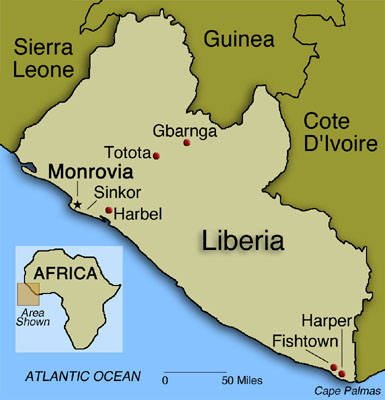 Sierra
Leone
Guinea
Cote
D'Ivoire
Gbarnga
Totota
Monrovia
Sinkor
Harbel
Liberia
AFRICA
Area
Shown
Harper
Fishtown
ATLANTIC OCEAN
0 50 Miles
Cape Palmas